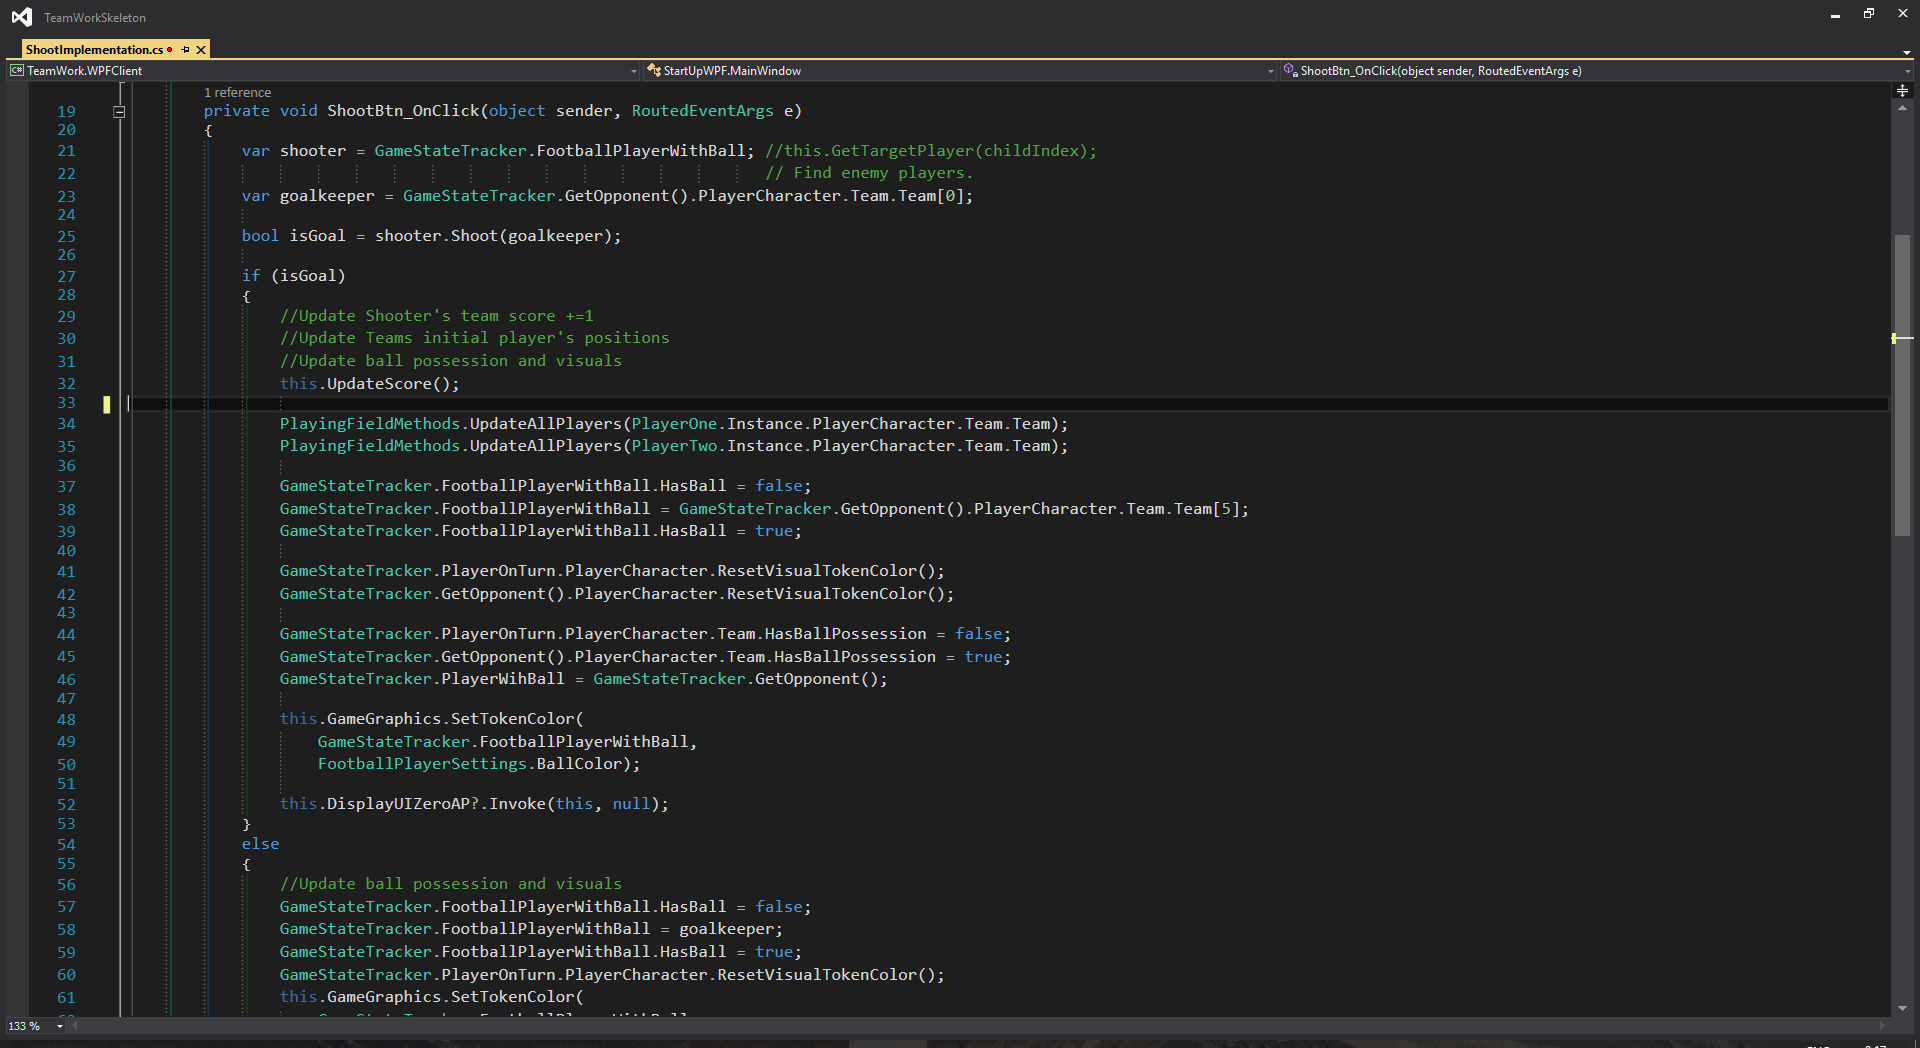 TeamWorkSkeleton
ShootImplementation.cs
TeamWork.WPFClient StartUpWPF.MainWindow ShootBtn_OnClick(object sender, RoutedEventArgs e)
1 reference
19 private void ShootBtn_OnClick(object sender, RoutedEventArgs e)
20 {
21 var shooter = GameStateTracker.FootballPlayerWithBall; //this.GetTargetPlayer(childIndex);
22 // Find enemy players.
23 var goalkeeper = GameStateTracker.GetOpponent().PlayerCharacter.Team.Team[0];
24
25 bool isGoal = shooter.Shoot(goalkeeper);
26
27 if (isGoal)
28 {
29 //Update Shooter's team score +=1
30 //Update Teams initial player's positions
31 //Update ball possession and visuals
32 this.UpdateScore();
33
34 PlayingFieldMethods.UpdateAllPlayers(PlayerOne.Instance.PlayerCharacter.Team.Team);
35 PlayingFieldMethods.UpdateAllPlayers(PlayerTwo.Instance.PlayerCharacter.Team.Team);
36
37 GameStateTracker.FootballPlayerWithBall.HasBall = false;
38 GameStateTracker.FootballPlayerWithBall = GameStateTracker.GetOpponent().PlayerCharacter.Team.Team[5];
39 GameStateTracker.FootballPlayerWithBall.HasBall = true;
40
41 GameStateTracker.PlayerOnTurn.PlayerCharacter.ResetVisualTokenColor();
42 GameStateTracker.GetOpponent().PlayerCharacter.ResetVisualTokenColor();
43
44 GameStateTracker.PlayerOnTurn.PlayerCharacter.Team.HasBallPossession = false;
45 GameStateTracker.GetOpponent().PlayerCharacter.Team.HasBallPossession = true;
46 GameStateTracker.PlayerWihBall = GameStateTracker.GetOpponent();
47
48 this.GameGraphics.SetTokenColor(
49 GameStateTracker.FootballPlayerWithBall,
50 FootballPlayerSettings.BallColor);
51
52 this.DisplayUIZeroAP?.Invoke(this, null);
53 }
54 else
55 {
56 //Update ball possession and visuals
57 GameStateTracker.FootballPlayerWithBall.HasBall = false;
58 GameStateTracker.FootballPlayerWithBall = goalkeeper;
59 GameStateTracker.FootballPlayerWithBall.HasBall = true;
60 GameStateTracker.PlayerOnTurn.PlayerCharacter.ResetVisualTokenColor();
61 this.GameGraphics.SetTokenColor(
133 %